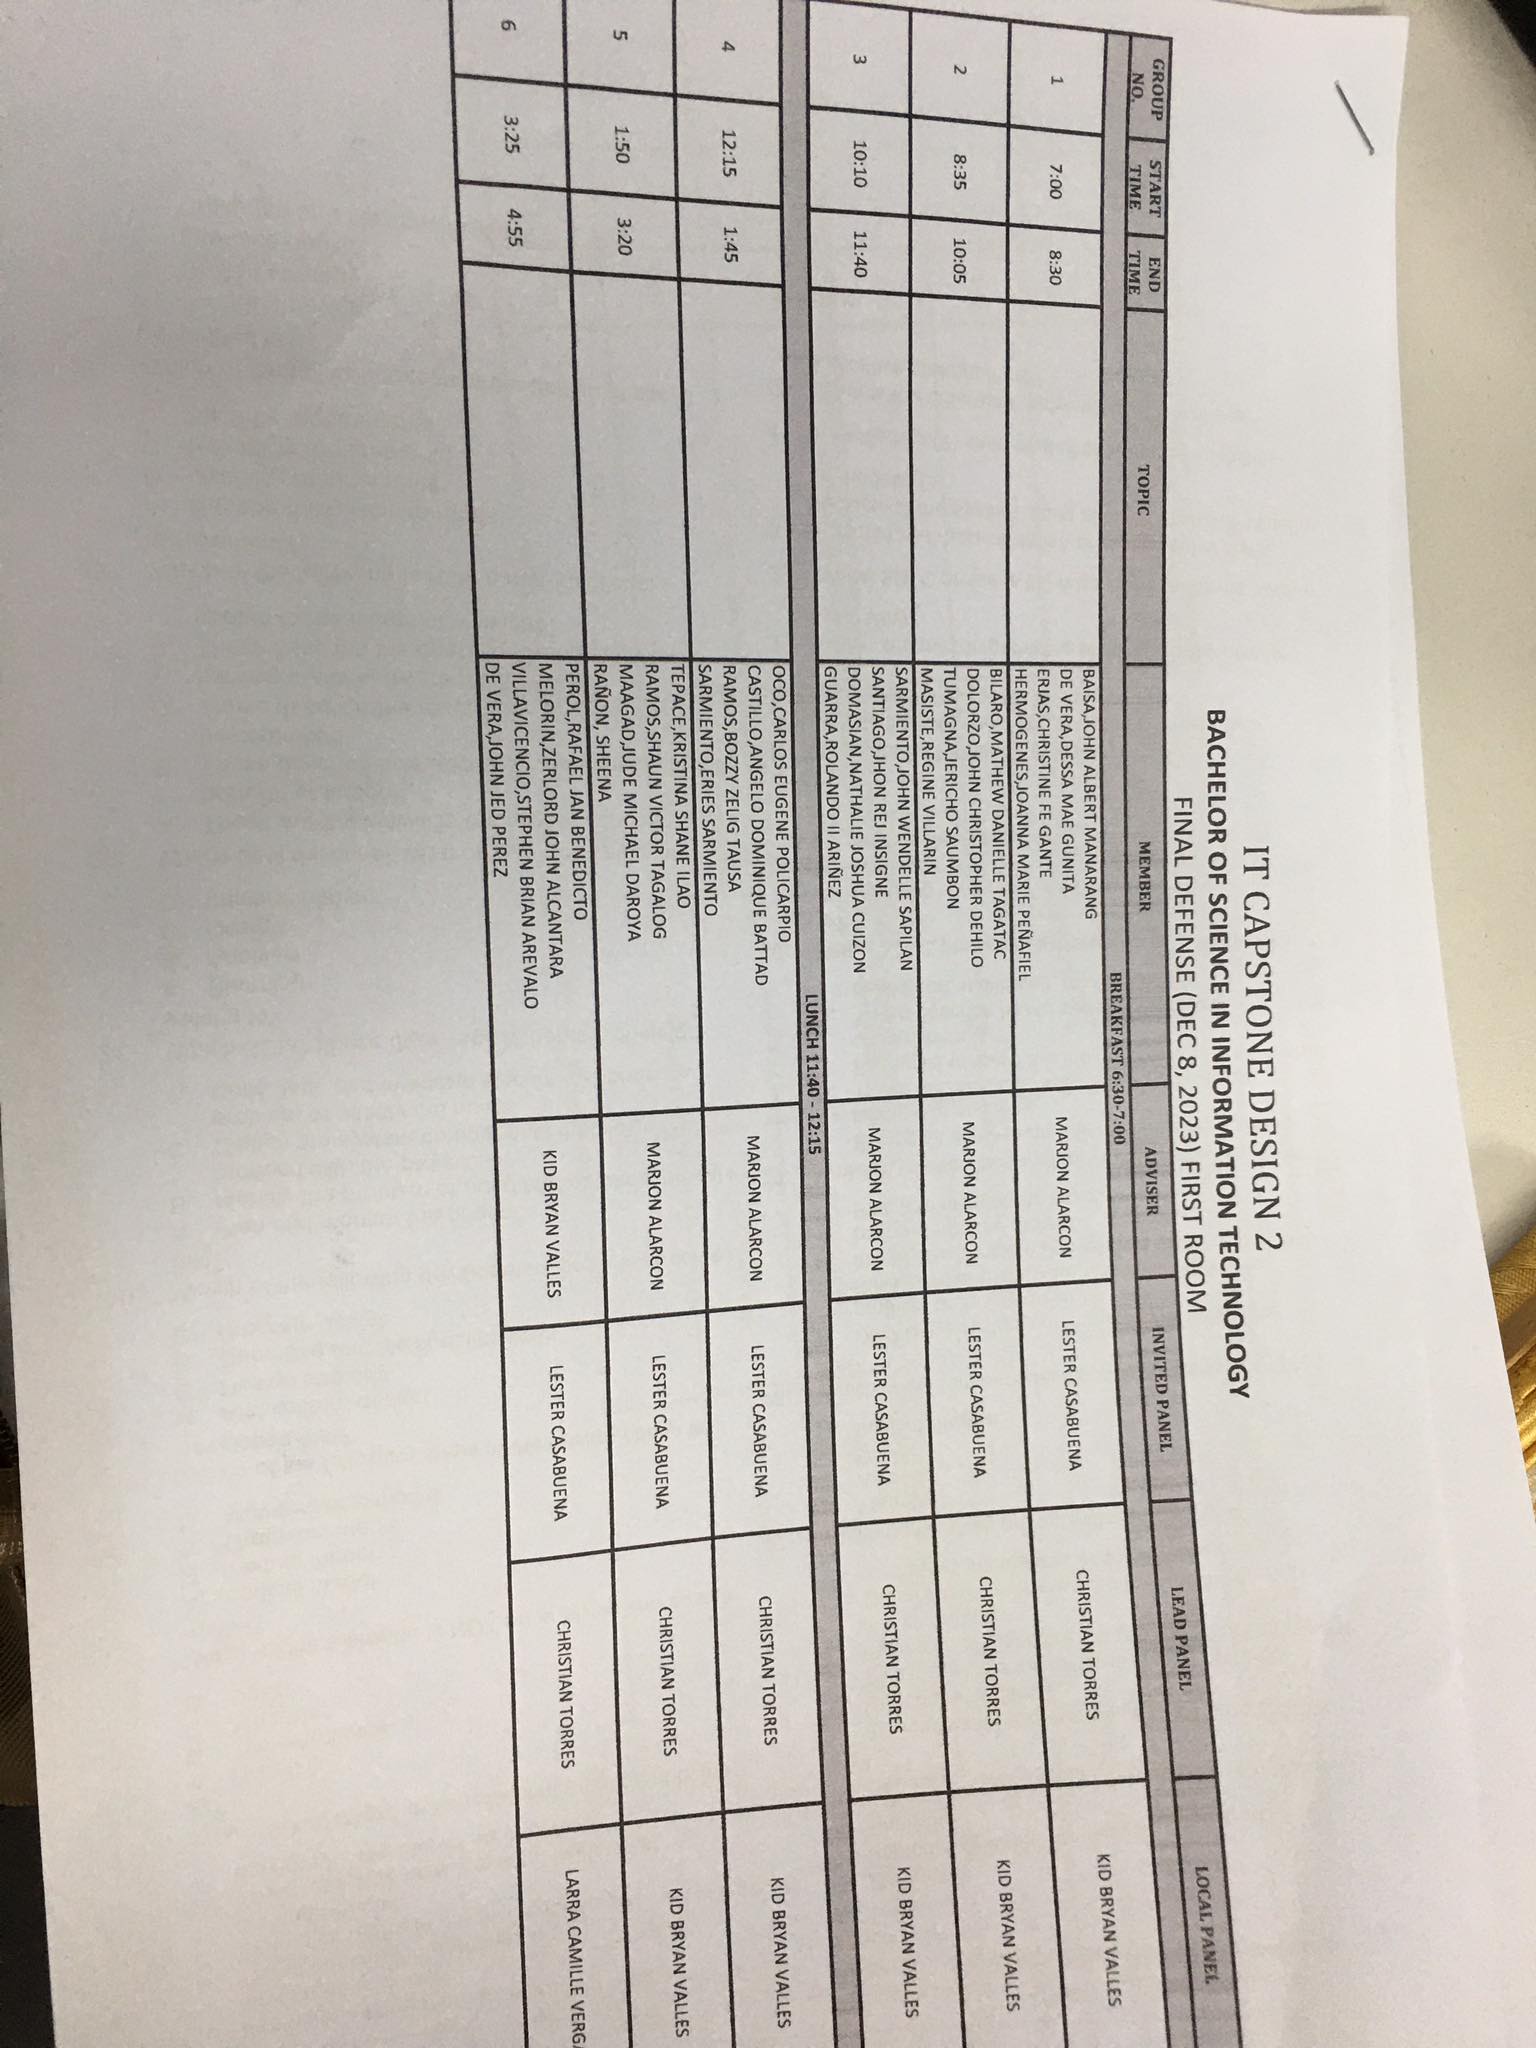 IT CAPSTONE DESIGN 2
BACHELOR OF SCIENCE IN INFORMATION TECHNOLOGY
FINAL DEFENSE (DEC 8, 2023) FIRST ROOM
GROUP NO. START TIME END TIME TOPIC MEMBER ADVISER INVITED PANEL LEAD PANEL LOCAL PANEL
BREAKFAST 6:30-7:00
1 7:00 8:30 BAISA,JOHN ALBERT MANARANG MARJON ALARCON LESTER CASABUENA CHRISTIAN TORRES KID BRYAN VALLES
DE VERA,DESSA MAE GUNITA
ERJAS,CHRISTINE FE GANTE
HERMOGENES,JOANNA MARIE PEÑAFIEL
2 8:35 10:05 BILARO,MATHEW DANIELLE TAGATAC MARJON ALARCON LESTER CASABUENA CHRISTIAN TORRES KID BRYAN VALLES
DOLORZO,JOHN CHRISTOPHER DEHILO
TUMAGNA,JERICHO SAUMBON
MASISTE,REGINE VILLARIN
3 10:10 11:40 SARMIENTO,JOHN WENDELLE SAPILAN MARJON ALARCON LESTER CASABUENA CHRISTIAN TORRES KID BRYAN VALLES
SANTIAGO,JHON REJ INSIGNE
DOMASIAN,NATHALIE JOSHUA CUIZON
GUARRA,ROLANDO II ARIÑEZ
LUNCH 11:40 - 12:15
4 12:15 1:45 OCO,CARLOS EUGENE POLICARPIO MARJON ALARCON LESTER CASABUENA CHRISTIAN TORRES KID BRYAN VALLES
CASTILLO,ANGELO DOMINIQUE BATTAD
RAMOS,BOZZY ZELIG TAUSA
SARMIENTO,ERIES SARMIENTO
5 1:50 3:20 TEPACE,KRISTINA SHANE ILAO MARJON ALARCON LESTER CASABUENA CHRISTIAN TORRES KID BRYAN VALLES
RAMOS,SHAUN VICTOR TAGALOG
MAAGAD,JUDE MICHAEL DAROYA
RAÑON, SHEENA
6 3:25 4:55 PEROL,RAFAEL JAN BENEDICTO KID BRYAN VALLES LESTER CASABUENA CHRISTIAN TORRES LARRA CAMILLE
MELORIN,ZERLORD JOHN ALCANTARA
VILLAVICENCIO,STEPHEN BRIAN AREVALO
DE VERA,JOHN JED PEREZ